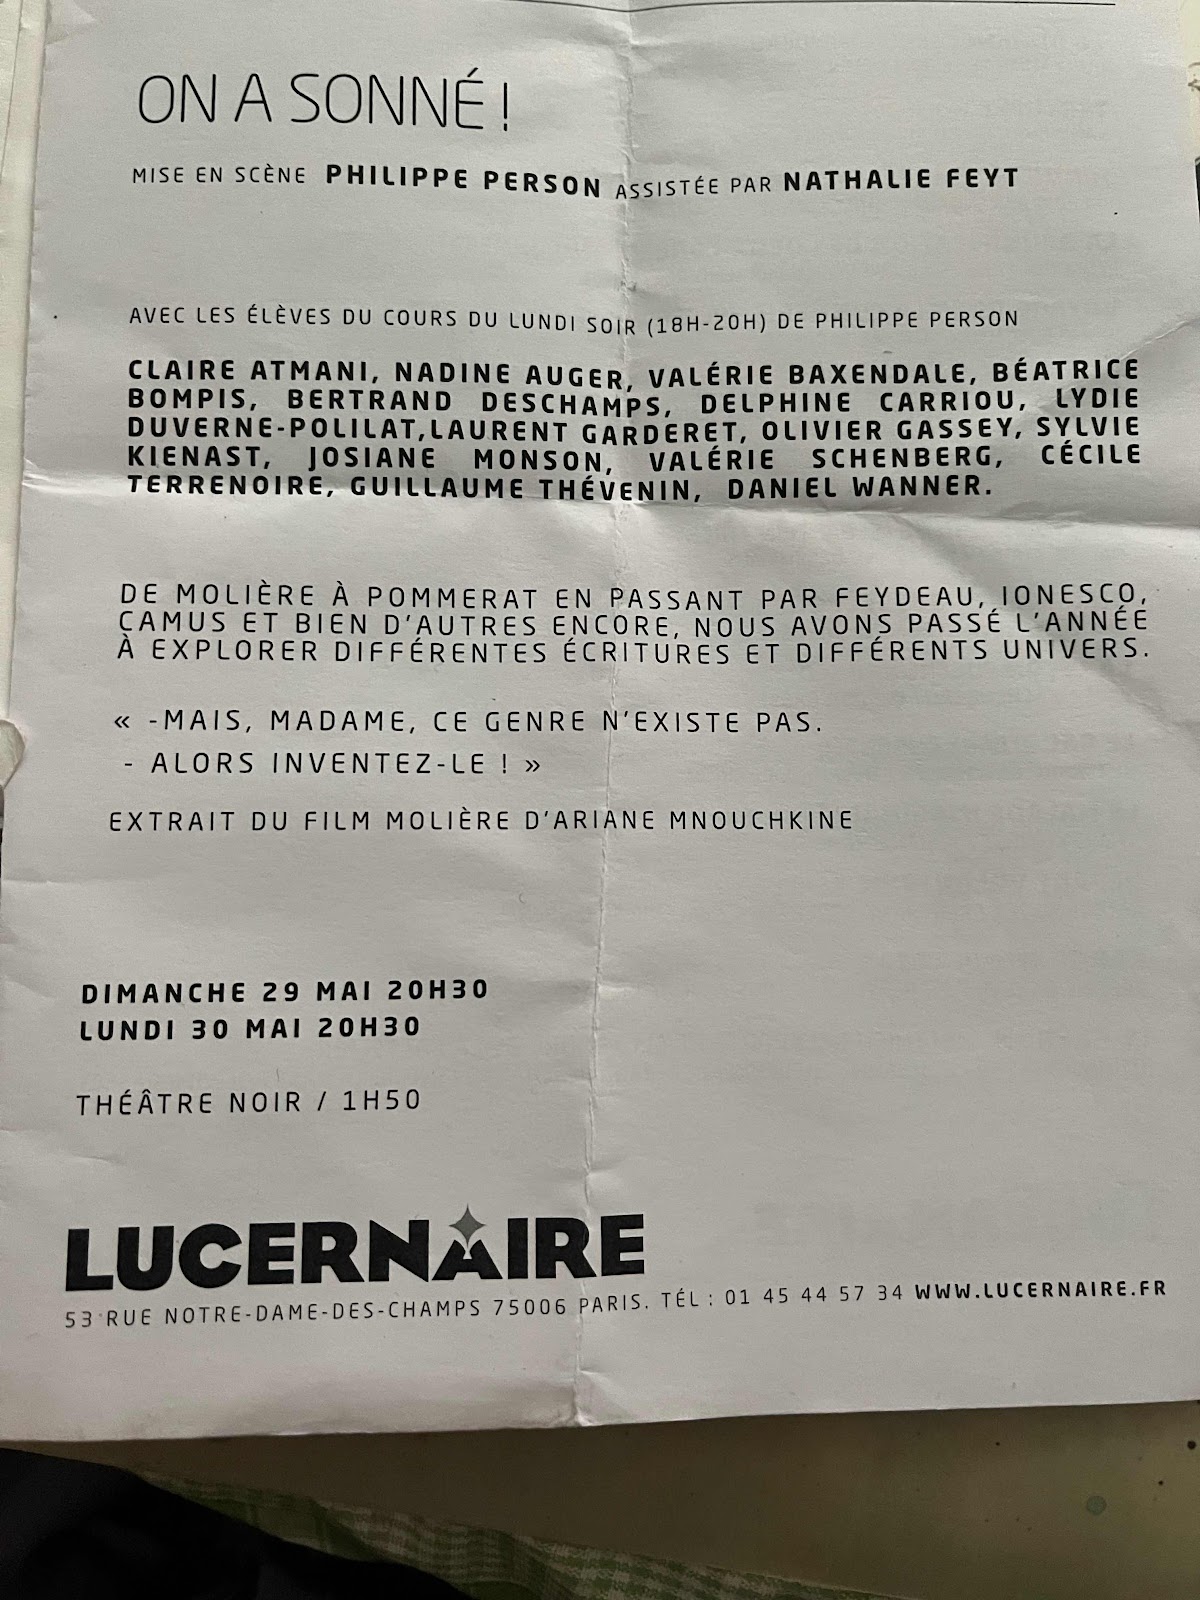 ON A SONNÉ !
MISE EN SCÈNE PHILIPPE PERSON ASSISTÉE PAR NATHALIE FEYT
AVEC LES ÉLÈVES DU COURS DU LUNDI SOIR (18H-20H) DE PHILIPPE PERSON
CLAIRE ATMANI, NADINE AUGER, VALÉRIE BAXENDALE, BÉATRICE
BOMPIS, BERTRAND DESCHAMPS, DELPHINE CARRIOU, LYDIE
DUVERNE-POLILAT,LAURENT GARDERET, OLIVIER GASSEY, SYLVIE
KIENAST, JOSIANE MONSON, VALÉRIE SCHENBERG, CÉCILE
TERRENOIRE, GUILLAUME THÉVENIN, DANIEL WANNER.
DE MOLIÈRE À POMMERAT EN PASSANT PAR FEYDEAU, IONESCO,
CAMUS ET BIEN D'AUTRES ENCORE, NOUS AVONS PASSÉ L'ANNÉE
À EXPLORER DIFFÉRENTES ÉCRITURES ET DIFFÉRENTS UNIVERS.
« -MAIS, MADAME, CE GENRE N'EXISTE PAS.
- ALORS INVENTEZ-LE ! »
EXTRAIT DU FILM MOLIÈRE D'ARIANE MNOUCHKINE
DIMANCHE 29 MAI 20H30
LUNDI 30 MAI 20H30
THÉÂTRE NOIR / 1H50
LUCERNAIRE
53 RUE NOTRE-DAME-DES-CHAMPS 75006 PARIS. TÉL : 01 45 44 57 34 WWW.LUCERNAIRE.FR